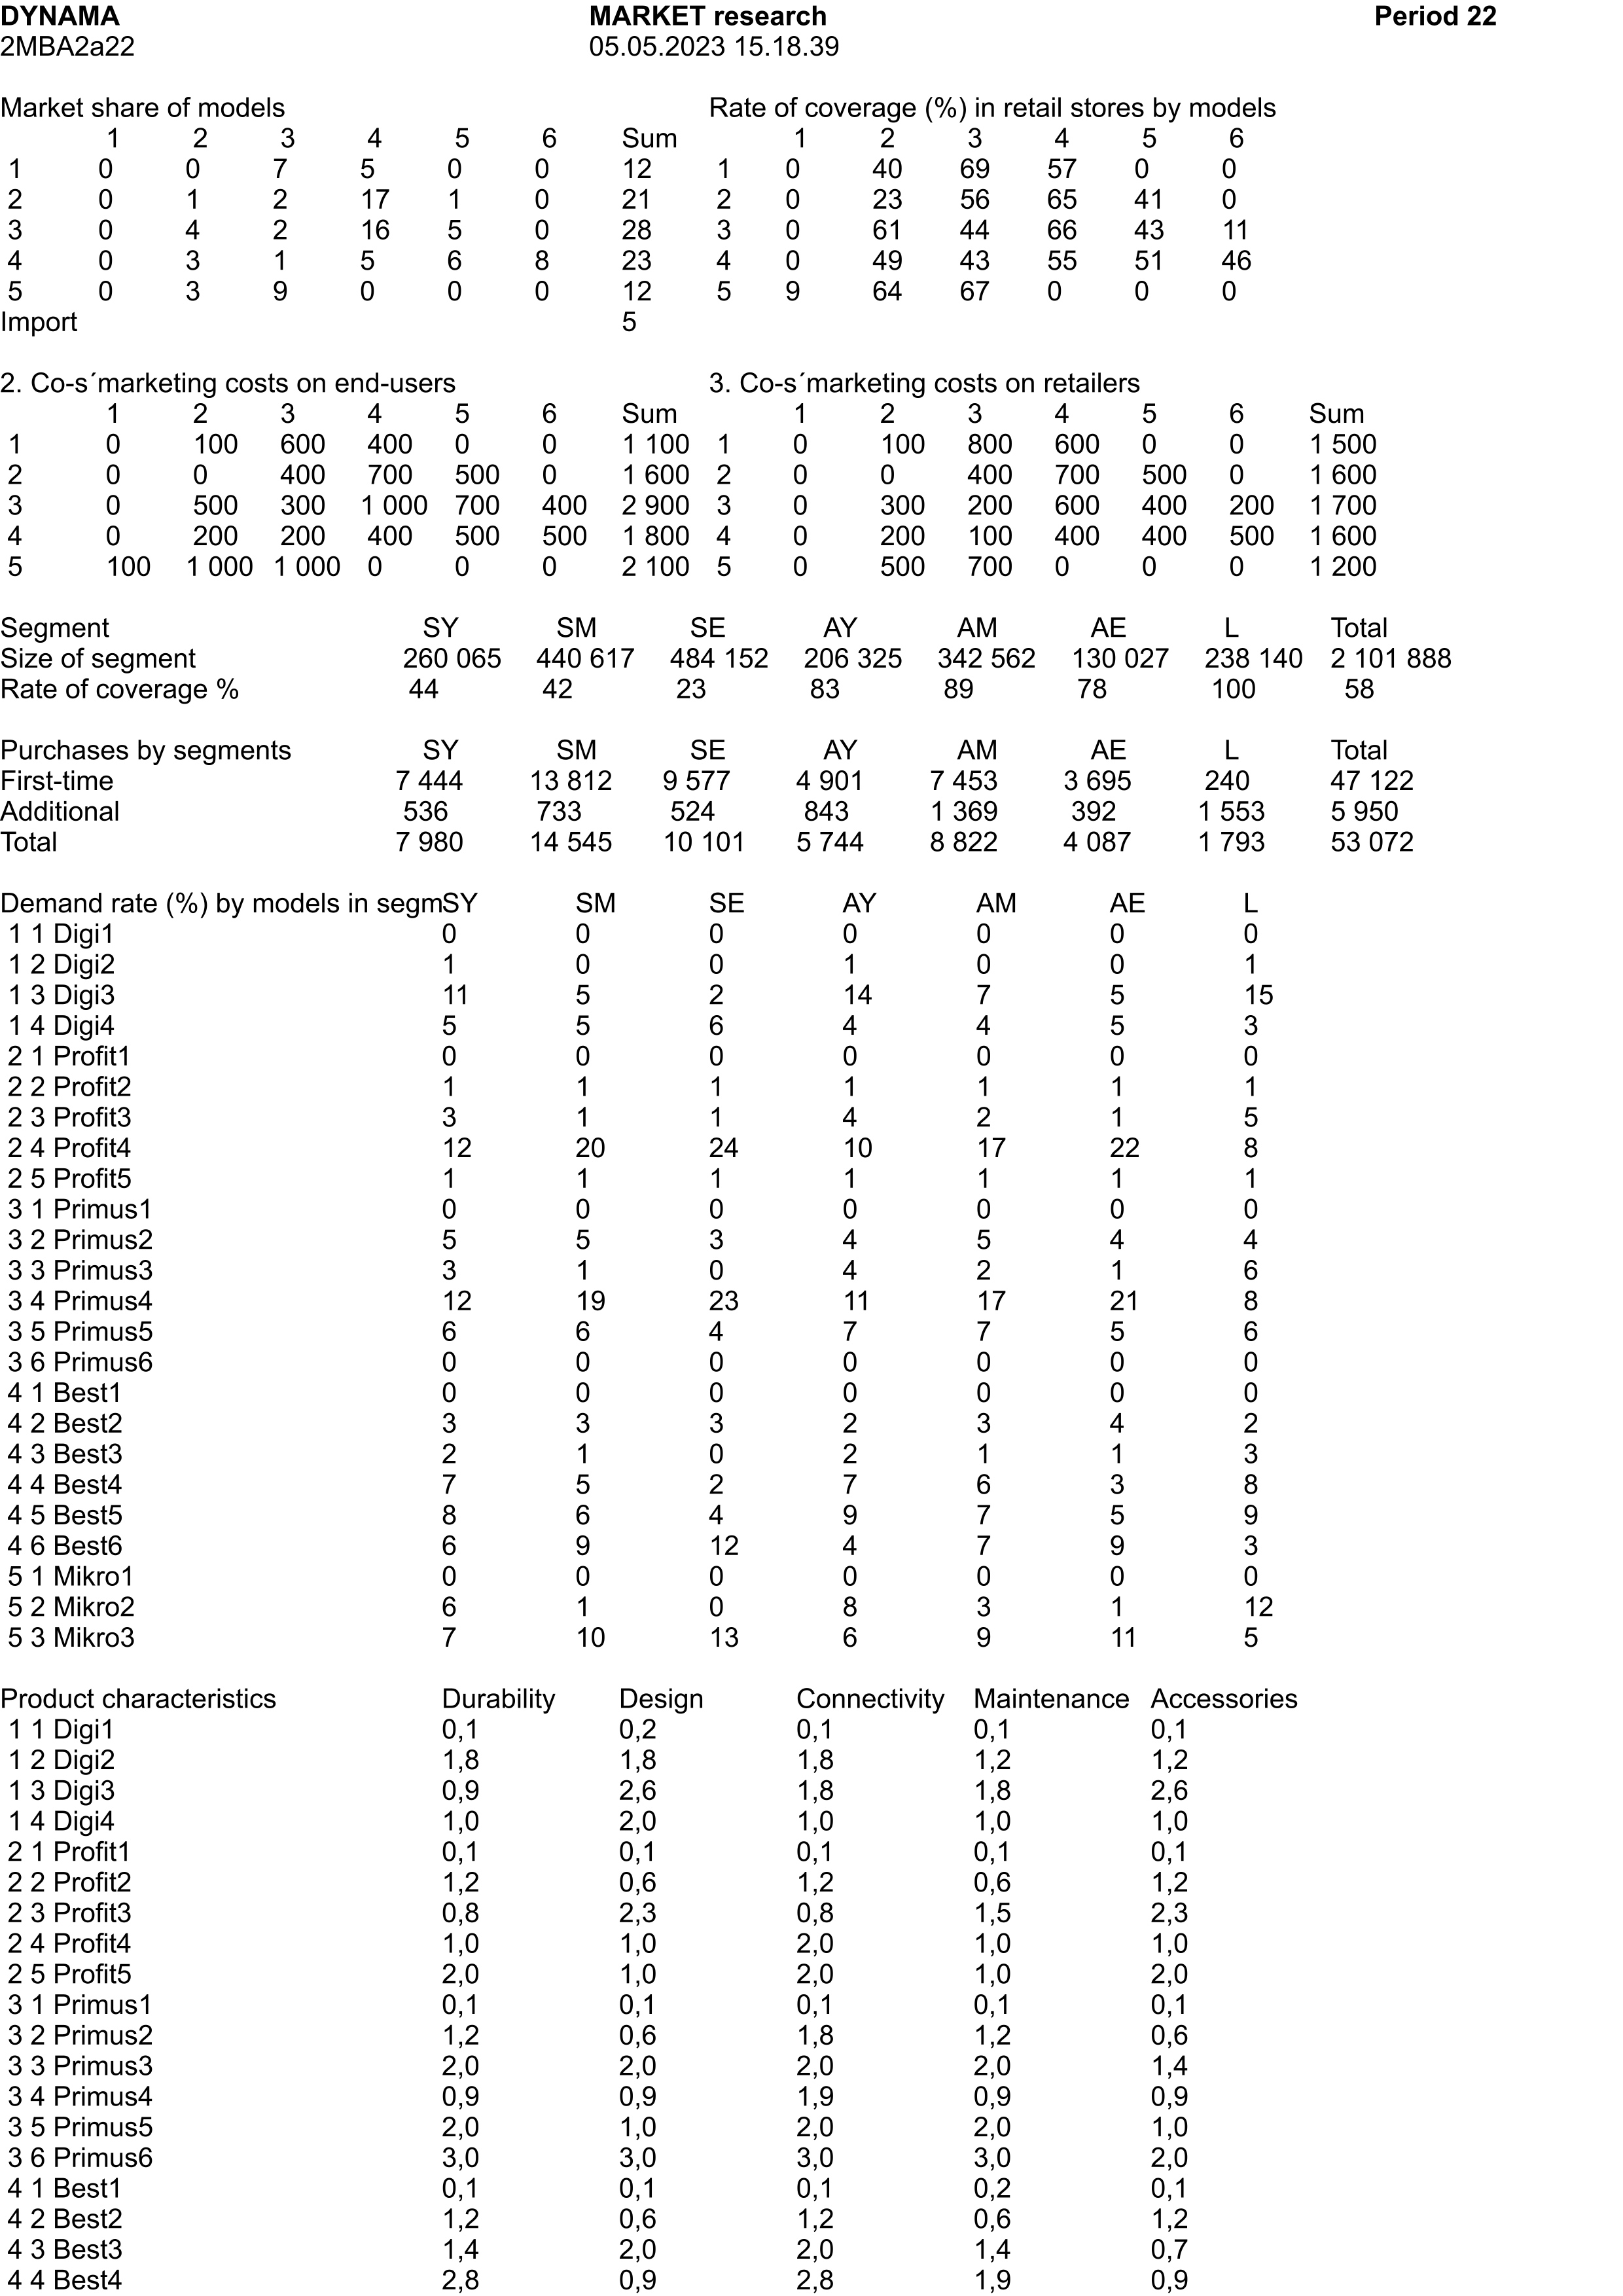 DYNAMA MARKET research Period 22
2MBA2a22 05.05.2023 15.18.39
Market share of models Rate of coverage (%) in retail stores by models
1 2 3 4 5 6 Sum 1 2 3 4 5 6
1 0 0 7 5 0 0 12 1 0 40 69 57 0 0
2 0 1 2 17 1 0 21 2 0 23 56 65 41 0
3 0 4 2 16 5 0 28 3 0 61 44 66 43 11
4 0 3 1 5 6 8 23 4 0 49 43 55 51 46
5 0 3 9 0 0 0 12 5 9 64 67 0 0 0
Import 5
2. Co-s´marketing costs on end-users 3. Co-s´marketing costs on retailers
1 2 3 4 5 6 Sum 1 2 3 4 5 6 Sum
1 0 100 600 400 0 0 1 100 1 0 100 800 600 0 0 1 500
2 0 0 400 700 500 0 1 600 2 0 0 400 700 500 0 1 600
3 0 500 300 1 000 700 400 2 900 3 0 300 200 600 400 200 1 700
4 0 200 200 400 500 500 1 800 4 0 200 100 400 400 500 1 600
5 100 1 000 1 000 0 0 0 2 100 5 0 500 700 0 0 0 1 200
Segment SY SM SE AY AM AE L Total
Size of segment 260 065 440 617 484 152 206 325 342 562 130 027 238 140 2 101 888
Rate of coverage % 44 42 23 83 89 78 100 58
Purchases by segments SY SM SE AY AM AE L Total
First-time 7 444 13 812 9 577 4 901 7 453 3 695 240 47 122
Additional 536 733 524 843 1 369 392 1 553 5 950
Total 7 980 14 545 10 101 5 744 8 822 4 087 1 793 53 072
Demand rate (%) by models in segmSY SM SE AY AM AE L
1 1 Digi1 0 0 0 0 0 0 0
1 2 Digi2 1 0 0 1 0 0 1
1 3 Digi3 11 5 2 14 7 5 15
1 4 Digi4 5 5 6 4 4 5 3
2 1 Profit1 0 0 0 0 0 0 0
2 2 Profit2 1 1 1 1 1 1 1
2 3 Profit3 3 1 1 4 2 1 5
2 4 Profit4 12 20 24 10 17 22 8
2 5 Profit5 1 1 1 1 1 1 1
3 1 Primus1 0 0 0 0 0 0 0
3 2 Primus2 5 5 3 4 5 4 4
3 3 Primus3 3 1 0 4 2 1 6
3 4 Primus4 12 19 23 11 17 21 8
3 5 Primus5 6 6 4 7 7 5 6
3 6 Primus6 0 0 0 0 0 0 0
4 1 Best1 0 0 0 0 0 0 0
4 2 Best2 3 3 3 2 3 4 2
4 3 Best3 2 1 0 2 1 1 3
4 4 Best4 7 5 2 7 6 3 8
4 5 Best5 8 6 4 9 7 5 9
4 6 Best6 6 9 12 4 7 9 3
5 1 Mikro1 0 0 0 0 0 0 0
5 2 Mikro2 6 1 0 8 3 1 12
5 3 Mikro3 7 10 13 6 9 11 5
Product characteristics Durability Design Connectivity Maintenance Accessories
1 1 Digi1 0,1 0,2 0,1 0,1 0,1
1 2 Digi2 1,8 1,8 1,8 1,2 1,2
1 3 Digi3 0,9 2,6 1,8 1,8 2,6
1 4 Digi4 1,0 2,0 1,0 1,0 1,0
2 1 Profit1 0,1 0,1 0,1 0,1 0,1
2 2 Profit2 1,2 0,6 1,2 0,6 1,2
2 3 Profit3 0,8 2,3 0,8 1,5 2,3
2 4 Profit4 1,0 1,0 2,0 1,0 1,0
2 5 Profit5 2,0 1,0 2,0 1,0 2,0
3 1 Primus1 0,1 0,1 0,1 0,1 0,1
3 2 Primus2 1,2 0,6 1,8 1,2 0,6
3 3 Primus3 2,0 2,0 2,0 2,0 1,4
3 4 Primus4 0,9 0,9 1,9 0,9 0,9
3 5 Primus5 2,0 1,0 2,0 2,0 1,0
3 6 Primus6 3,0 3,0 3,0 3,0 2,0
4 1 Best1 0,1 0,1 0,1 0,2 0,1
4 2 Best2 1,2 0,6 1,2 0,6 1,2
4 3 Best3 1,4 2,0 2,0 1,4 0,7
4 4 Best4 2,8 0,9 2,8 1,9 0,9